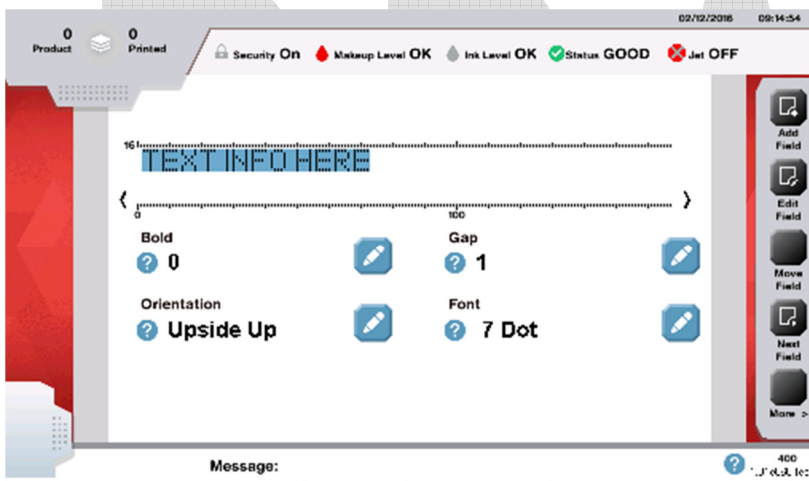 02/12/2016 09:14:54
0 Product
0 Printed
Security On
Makeup Level OK
Ink Level OK
Status GOOD
Jet OFF
Add Field
16
TEXT INFO HERE
Edit Field
0 100
Bold
0
Gap
1
Move Field
Orientation
Upside Up
Font
7 Dot
Next Field
More >
Message:
400